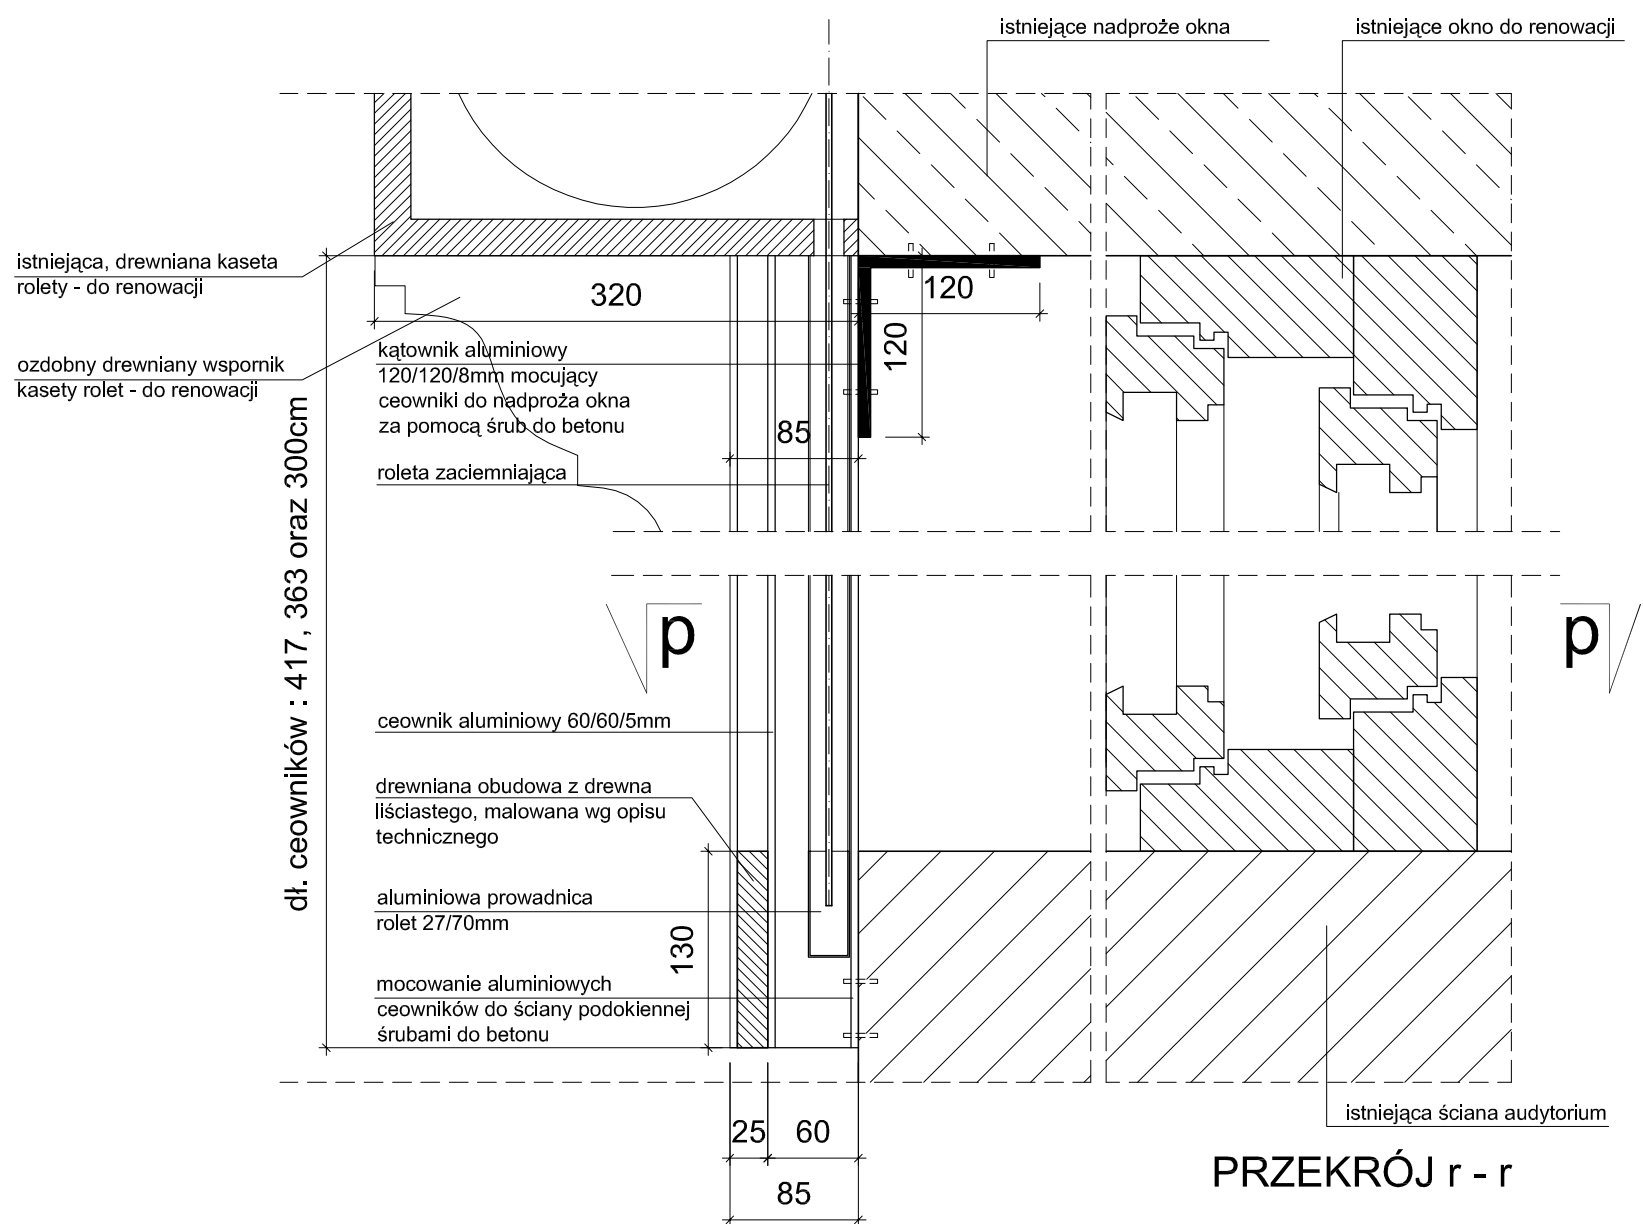 istniejące nadproże okna
istniejące okno do renowacji
istniejąca, drewniana kaseta
rolety - do renowacji
320
120
120
ozdobny drewniany wspornik
kasety rolet - do renowacji
kątownik aluminiowy
120/120/8mm mocujący
ceowniki do nadproża okna
za pomocą śrub do betonu
85
roleta zaciemniająca
dł. ceowników : 417, 363 oraz 300cm
p
p
ceownik aluminiowy 60/60/5mm
drewniana obudowa z drewna
liściastego, malowana wg opisu
technicznego
aluminiowa prowadnica
rolet 27/70mm
130
mocowanie aluminiowych
ceowników do ściany podokiennej
śrubami do betonu
istniejąca ściana audytorium
25
60
85
PRZEKRÓJ r - r